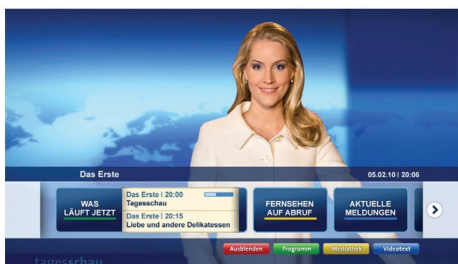 Das Erste
05.02.10 | 20:06
WAS
LÄUFT JETZT
Das Erste | 20:00
Tagesschau
Das Erste | 20:15
Liebe und andere Delikatessen
FERNSEHEN
AUF ABRUF
AKTUELLE
MELDUNGEN
Ausblenden
Programm
Mediathek
Videotext
tagesschau